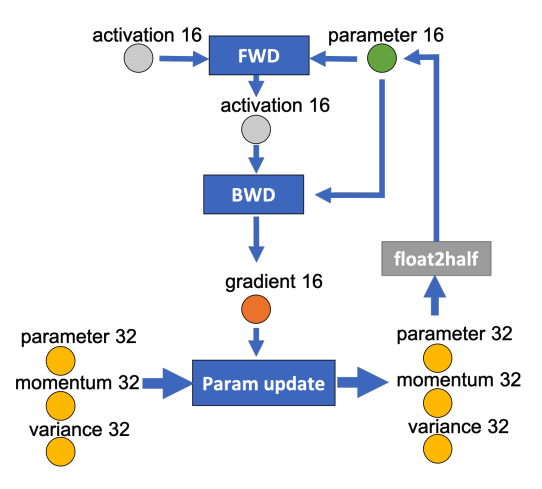 activation 16
parameter 16
FWD
activation 16
BWD
float2half
gradient 16
parameter 32
momentum 32
variance 32
Param update
parameter 32
momentum 32
variance 32